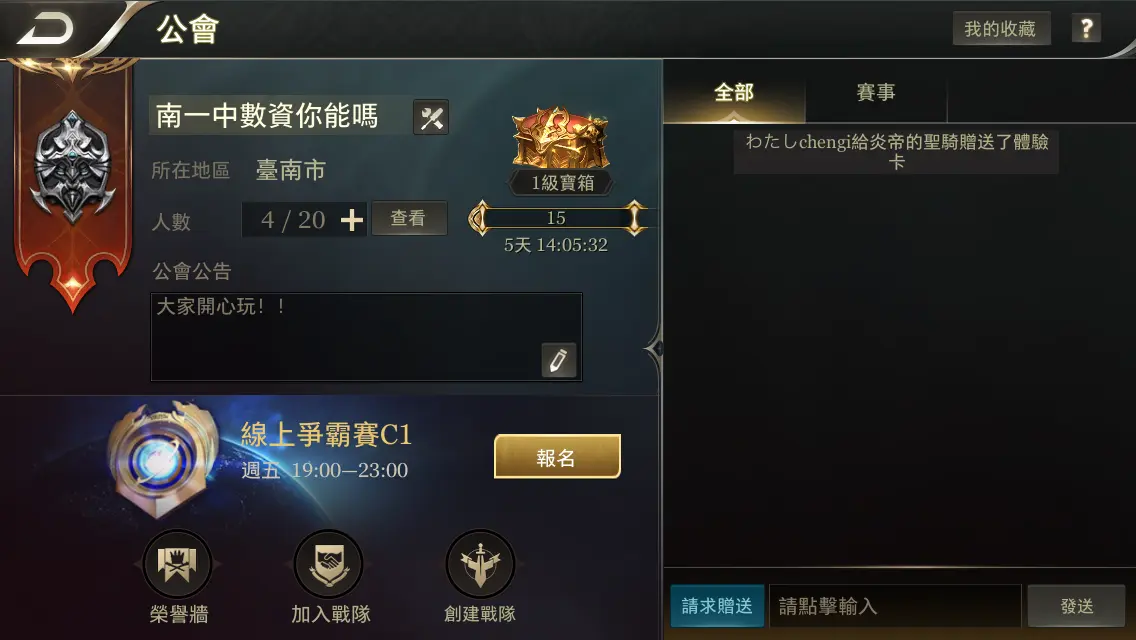 公會
我的收藏
?
南一中數資你能嗎
所在地區 臺南市
人數 4 / 20
查看
1級寶箱
15
5天 14:05:32
公會公告
大家開心玩！！
線上爭霸賽C1
週五 19:00—23:00
報名
榮譽牆
加入戰隊
創建戰隊
全部
賽事
わたしchengi給炎帝的聖騎贈送了體驗
卡
請求贈送
請點擊輸入
發送